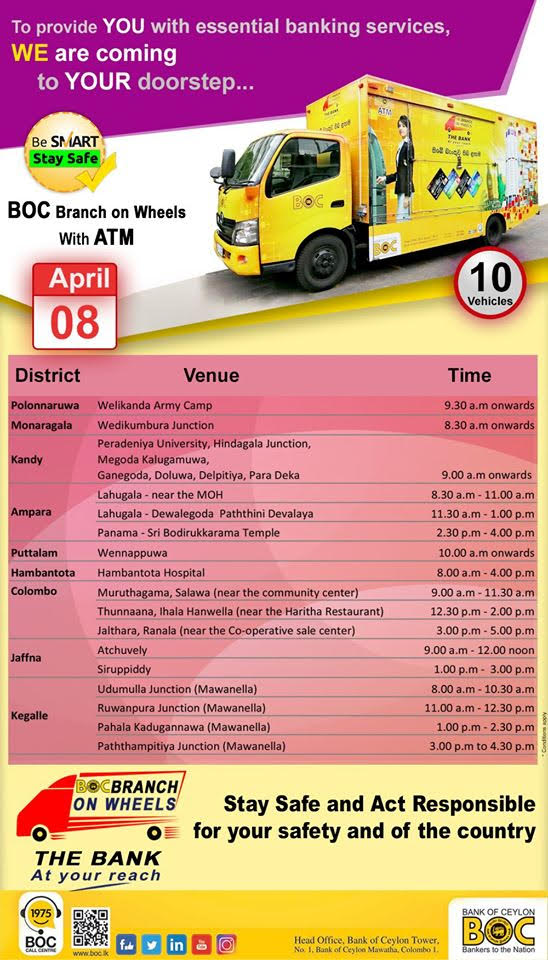 To provide YOU with essential banking services,
WE are coming
to YOUR doorstep...
Be SMART
Stay Safe
BOC Branch on Wheels
With ATM
ATM
THE BRANCH
ON WHEELS
THE BANK
BOC
BOC
April
08
10
Vehicles
District Venue Time
Polonnaruwa Welikanda Army Camp 9.30 a.m onwards
Monaragala Wedikumbura Junction 8.30 a.m onwards
Kandy Peradeniya University, Hindagala Junction,
Megoda Kalugamuwa,
Ganegoda, Doluwa, Delpitiya, Para Deka 9.00 a.m onwards
Ampara Lahugala - near the MOH 8.30 a.m - 11.00 a.m
Lahugala - Dewalegoda Paththini Devalaya 11.30 a.m - 1.00 p.m
Panama - Sri Bodirukkarama Temple 2.30 p.m - 4.00 p.m
Puttalam Wennappuwa 10.00 a.m onwards
Hambantota Hambantota Hospital 8.00 a.m - 4.00 p.m
Colombo Muruthagama, Salawa (near the community center) 9.00 a.m - 11.30 a.m
Thunnaana, Ihala Hanwella (near the Haritha Restaurant) 12.30 p.m - 2.00 p.m
Jalthara, Ranala (near the Co-operative sale center) 3.00 p.m - 5.00 p.m
Jaffna Atchuvely 9.00 a.m - 12.00 noon
Siruppiddy 1.00 p.m - 3.00 p.m
Kegalle Udumulla Junction (Mawanella) 8.00 a.m - 10.30 a.m
Ruwanpura Junction (Mawanella) 11.00 a.m - 12.30 p.m
Pahala Kadugannawa (Mawanella) 1.00 p.m - 2.30 p.m
Paththampitiya Junction (Mawanella) 3.00 p.m to 4.30 p.m
* Conditions apply
BOC BRANCH
ON WHEELS
THE BANK
At your reach
Stay Safe and Act Responsible
for your safety and of the country
1975
BOC
CALL CENTRE
www.boc.lk
Head Office, Bank of Ceylon Tower,
No. 1, Bank of Ceylon Mawatha, Colombo 1.
BANK OF CEYLON
BOC
Bankers to the Nation